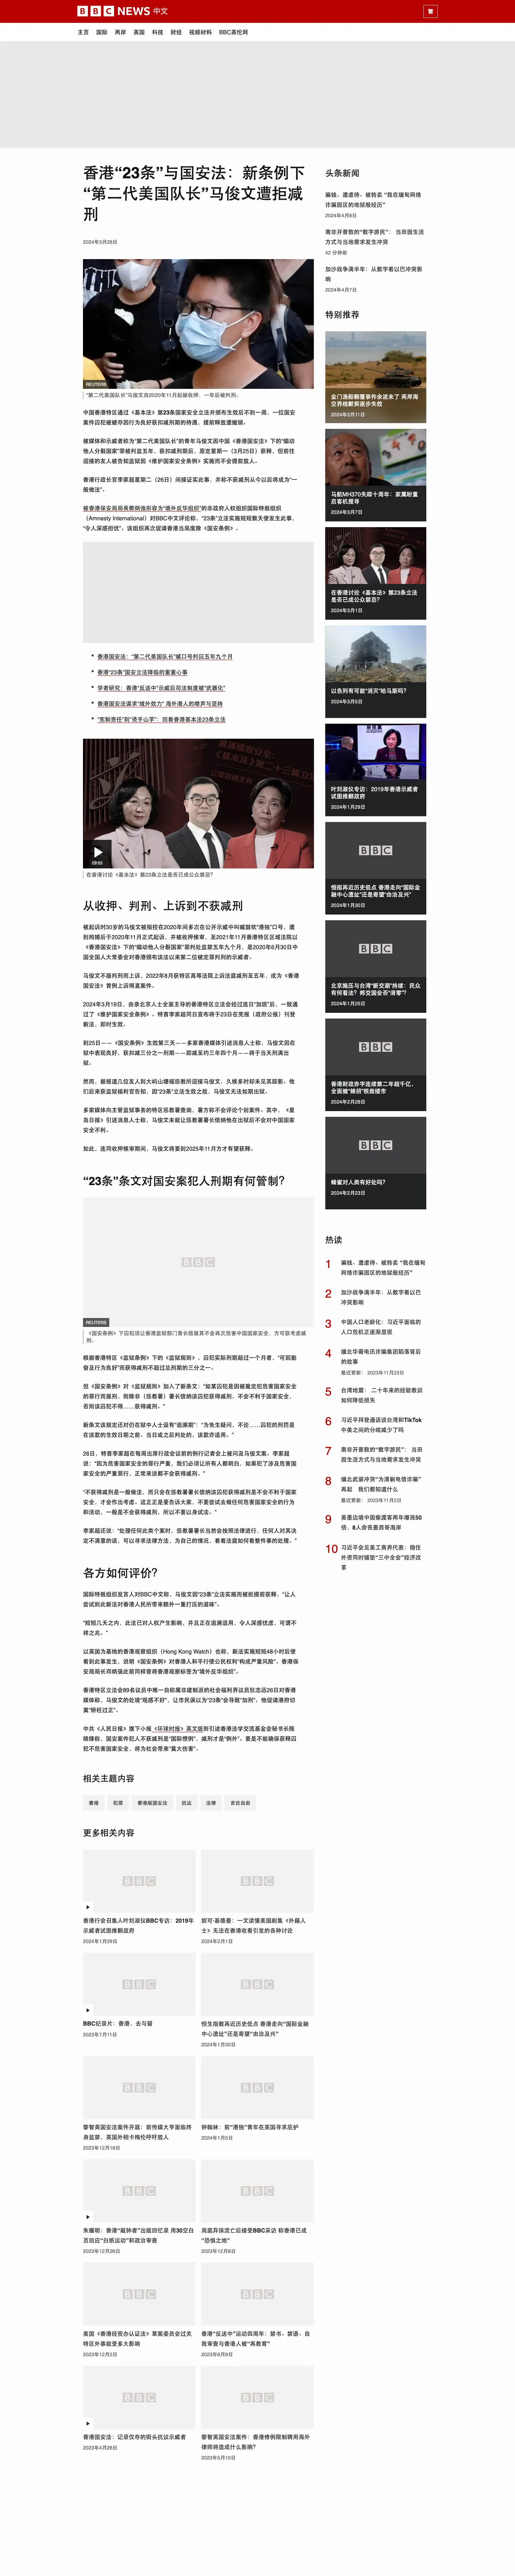 BBC NEWS 中文
繁
主页 国际 两岸 英国 科技 财经 视频材料 BBC英伦网
香港“23条”与国安法：新条例下
“第二代美国队长”马俊文遭拒减
刑
2024年3月26日
REUTERS
“第二代美国队长”马俊文自2020年11月起被收押，一年后被判刑。
中国香港特区通过《基本法》第23条国家安全立法并颁布生效后不到一周，一位国安
案件囚犯被褫夺因行为良好获扣减刑期的待遇，提前释放遭搁置。
被媒体和示威者称为“第二代美国队长”的青年马俊文因中国《香港国安法》下的“煽动
他人分裂国家”罪被判监五年，获扣减刑期后，原定星期一（3月25日）获释，但前往
迎接的友人被告知监狱因《维护国家安全条例》实施而不会提前放人。
香港行政长官李家超星期二（26日）间接证实此事，并称不获减刑从今以后将成为“一
般做法”。
被香港保安局局长邓炳强形容为“境外反华组织”的非政府人权组织国际特赦组织
（Amnesty International）对BBC中文评论称，“23条”立法实施短短数天便发生此事，
“令人深感担忧”。该组织再次促请香港当局废除《国安条例》。
香港国安法：“第二代美国队长”喊口号判囚五年九个月
香港“23条”国安立法降临的重重心事
学者研究：香港“反送中”示威后司法制度被“武器化”
香港国安法谋求“域外效力” 海外港人的噤声与坚持
“宪制责任”到“烫手山芋”：回看香港基本法23条立法
09:02
在香港讨论《基本法》第23条立法是否已成公众禁忌？
从收押、判刑、上诉到不获减刑
被起诉时30岁的马俊文被指控在2020年间多次在公开示威中叫喊鼓吹“港独”口号，遭
到拘捕后于2020年11月正式起诉，并被收押候审，至2021年11月香港特区区域法院以
《香港国安法》下的“煽动他人分裂国家”罪判处监禁五年九个月，是2020年6月30日中
国全国人大常委会对香港颁布该法以来第二位被定罪判刑的示威者。
马俊文不服判刑而上诉，2022年8月获特区高等法院上诉法庭减刑至五年，成为《香港
国安法》首例上诉得直案件。
2024年3月19日，由亲北京人士全面主导的香港特区立法会经过连日“加班”后，一致通
过了《维护国家安全条例》。特首李家超同日宣布将于23日在宪报（政府公报）刊登
新法，即时生效。
到25日——《国安条例》生效第三天——多家香港媒体引述消息人士称，马俊文因在
狱中表现良好，获扣减三分之一刑期——即减至约三年四个月——将于当天刑满出
狱。
然而，据报道几位友人到大屿山塘福惩教所迎接马俊文，久候多时却未见其踪影。他
们后来获监狱福利官告知，因“23条”立法生效之故，马俊文无法如期出狱。
多家媒体向主管监狱事务的特区惩教署查询，署方称不会评论个别案件。其中，《星
岛日报》引述消息人士称，马俊文本能让惩教署署长信纳他在出狱后不会对中国国家
安全不利。
如此，连同收押候审期间，马俊文将要到2025年11月方才有望获释。
“23条”条文对国安案犯人刑期有何管制？
REUTERS
《国安条例》下囚犯须让香港监狱部门首长信塞其不会再次危害中国国家安全，方可获考虑减
刑。
根据香港特区《监狱条例》下的《监狱规则》，囚犯实际刑期超过一个月者，“可因勤
奋及行为良好”而获得减刑不超过总刑期的三分之一。
但《国安条例》对《监狱规则》加入了新条文：“如某囚犯是因被裁定犯危害国家安全
的罪行而服刑，则除非（惩教署）署长信纳该囚犯获得减刑，不会不利于国家安全，
否则该囚犯不得……获得减刑。”
新条文该规定还对仍在狱中人士设有“追溯期”：“为免生疑问，不论……囚犯的刑罚是
在该款的生效日期之前、当日或之后判处的，该款亦适用。”
26日，特首李家超在每周出席行政会议前的例行记者会上被问及马俊文案。李家超
说：“因为危害国家安全的罪行严重，我们必须让所有人都明白，如果犯了涉及危害国
家安全的严重罪行，正常来说都不会获得减刑。”
“不获得减刑是一般做法，而只会在惩教署署长信纳该囚犯获得减刑是不会不利于国家
安全，才会作出考虑。这正正是要告诉大家，不要尝试去做任何危害国家安全的行为
和活动，一般是不会获得减刑，所以不要以身试法。”
李家超还说：“处理任何此类个案时，惩教署署长当然会按照法律进行，任何人对其决
定不满意的话，可以寻求法律方法，为自己的情况，看看法庭如何看整件事的处理。”
各方如何评价？
国际特赦组织发言人对BBC中文称，马俊文因“23条”立法实施而被拒提前获释，“让人
尝试到此新法对香港人民所带来额外一重打压的滋味”。
“短短几天之内，此法已对人权产生影响，并且正在追溯适用，令人深感忧虑，可谓不
祥之兆。”
以英国为基地的香港观察组织（Hong Kong Watch）也称，新法实施短短48小时后便
看到此事发生，说明《国安条例》对香港人和平行使公民权利“构成严重风险”。香港保
安局局长邓炳强此前同样曾将香港观察标签为“境外反华组织”。
香港特区立法会89名议员中唯一自称属非建制派的社会福利界议员狄志远26日对香港
媒体称，马俊文的处境“观感不好”，让市民误以为“23条”会导致“加刑”。他促请港府切
莫“矫枉过正”。
中共《人民日报》旗下小报《环球时报》英文版则引述香港法学交流基金会秘书长陈
晓锋称，国安案件犯人不获减刑是“国际惯例”，减刑才是“例外”。要是不能确保获释囚
犯不危害国家安全，将为社会带来“莫大伤害”。
相关主题内容
香港 犯罪 香港版国安法 抗议 法律 言论自由
更多相关内容
香港行会召集人叶刘淑仪BBC专访：2019年
示威者试图推翻政府
2024年1月29日
妮可·基德曼：一文读懂美国剧集《外籍人
士》无法在香港收看引发的各种讨论
2024年2月1日
BBC纪录片：香港，去与留
2023年7月11日
恒生指数再近历史低点 香港走向“国际金融
中心遗址”还是寄望“由治及兴”
2024年1月30日
黎智英国安法案件开庭：前传媒大亨面临终
身监禁，英国外相卡梅伦呼吁放人
2023年12月18日
钟翰林：前“港独”青年在英国寻求庇护
2024年1月5日
朱耀明：香港“敲钟者”出版回忆录 用30空白
页回应“白纸运动”和政治审查
2023年12月26日
周庭弃保流亡后接受BBC采访 称香港已成
“恐惧之地”
2023年12月8日
美国《香港经贸办认证法》草案委员会过关
特区外事能受多大影响
2023年12月2日
香港“反送中”运动四周年：禁书、禁语、自
我审查与香港人被“再教育”
2023年6月9日
香港国安法：记录仅存的街头抗议示威者
2023年4月26日
黎智英国安法案件：香港修例限制聘用海外
律师将造成什么影响？
2023年5月10日
头条新闻
骗钱、遭虐待、被转卖 “我在缅甸网络
诈骗园区的地狱般经历”
2024年4月8日
南非开普敦的“数字游民”： 当田园生活
方式与当地需求发生冲突
42 分钟前
加沙战争满半年：从数字看以巴冲突影
响
2024年4月7日
特别推荐
金门渔船翻覆事件余波未了 两岸海
空界线默契逐步失效
2024年3月11日
马航MH370失踪十周年：家属盼重
启客机搜寻
2024年3月7日
在香港讨论《基本法》第23条立法
是否已成公众禁忌？
2024年3月1日
以色列有可能“消灭”哈马斯吗？
2024年3月5日
叶刘淑仪专访：2019年香港示威者
试图推翻政府
2024年1月29日
BBC
恒指再近历史低点 香港走向“国际金
融中心遗址”还是寄望“由治及兴”
2024年1月30日
BBC
北京施压与台湾“断交潮”持续：民众
有何看法？邦交国会否“清零”？
2024年1月25日
BBC
香港财政赤字连续第二年超千亿，
全面撤“辣招”能救楼市
2024年2月28日
BBC
蜂蜜对人类有好处吗？
2024年2月23日
热读
1 骗钱、遭虐待、被转卖 “我在缅甸
网络诈骗园区的地狱般经历”
2 加沙战争满半年：从数字看以巴
冲突影响
3 中国人口老龄化：习近平面临的
人口危机正逐渐显现
4 缅北华裔电讯诈骗集团陷落背后
的故事
最近更新： 2023年11月23日
5 台湾地震： 二十年来的经验教训
如何降低损失
6 习近平拜登通话谈台湾和TikTok
中美之间的分歧减少了吗
7 南非开普敦的“数字游民”： 当田
园生活方式与当地需求发生冲突
8 缅北武装冲突“为清剿电信诈骗”
再起 我们都知道什么
最近更新： 2023年11月2日
9 美墨边境中国偷渡客两年爆涨50
倍，8人命丧墨西哥海岸
10 习近平会见美工商界代表：稳住
外资同时铺垫“三中全会”经济改
革